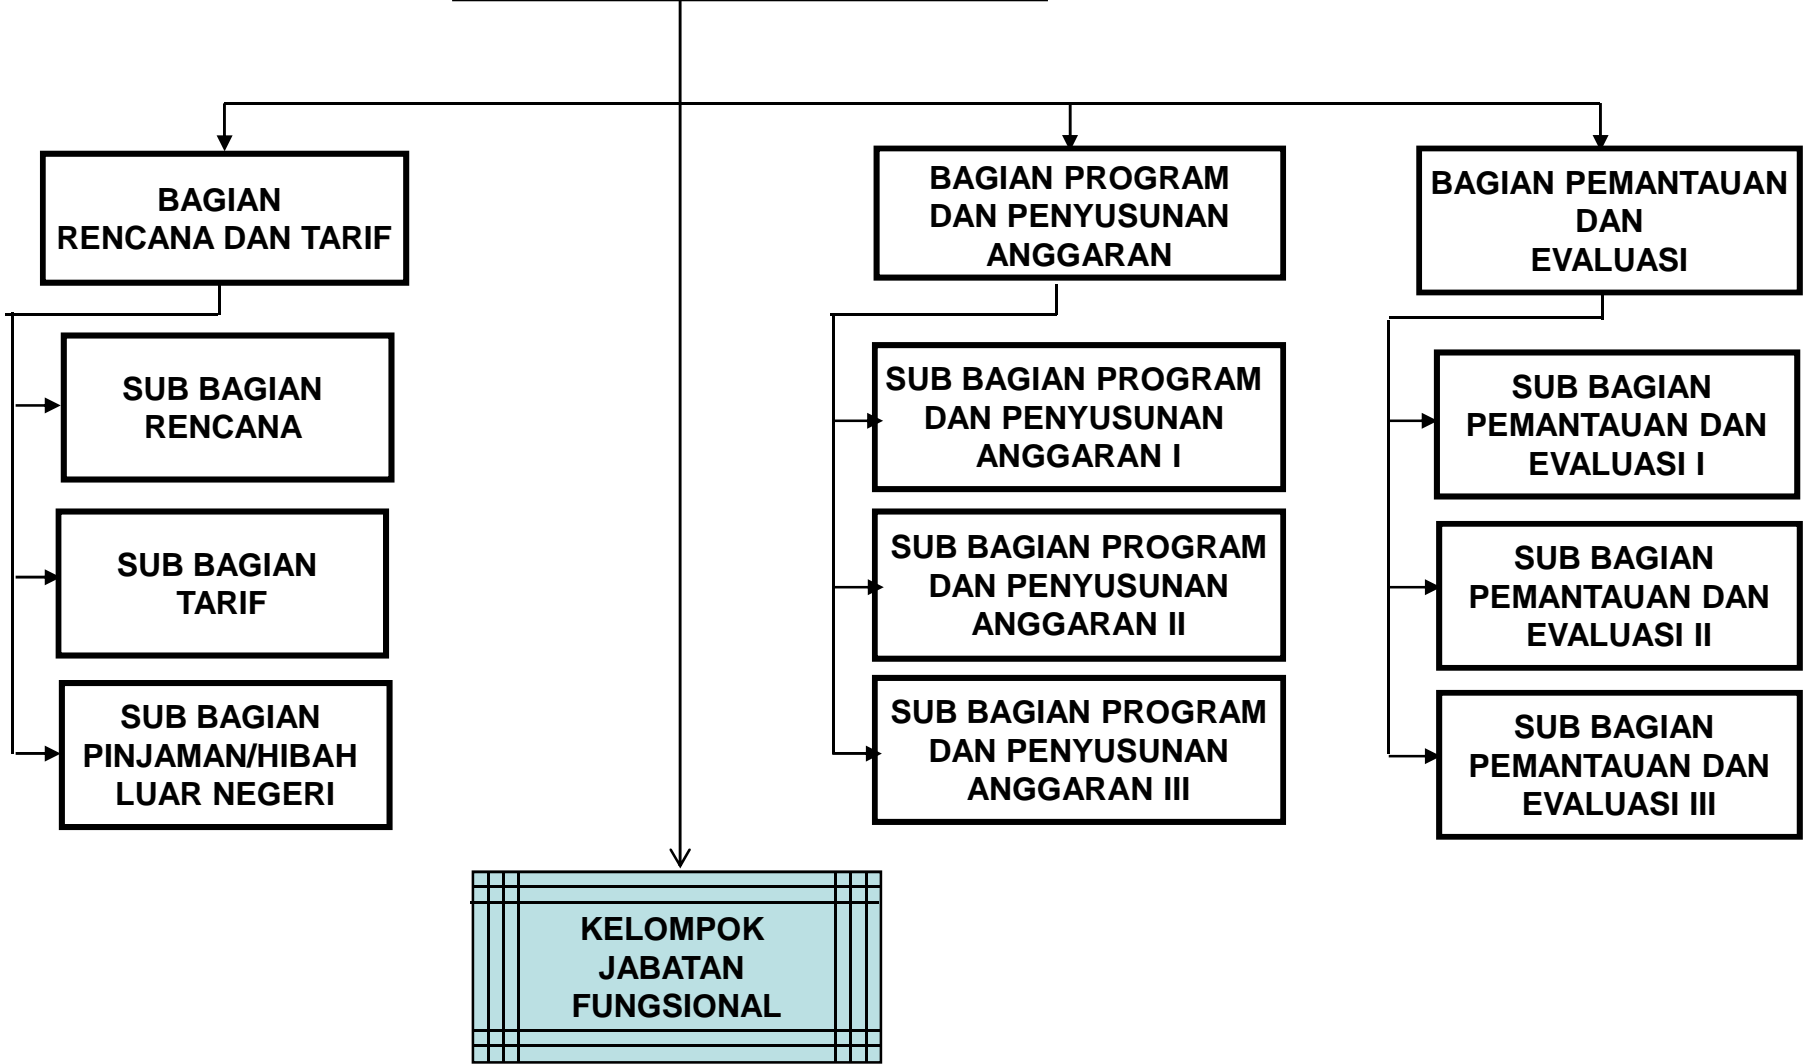 BAGIAN
RENCANA DAN TARIF
SUB BAGIAN
RENCANA
SUB BAGIAN
TARIF
SUB BAGIAN
PINJAMAN/HIBAH
LUAR NEGERI
BAGIAN PROGRAM
DAN PENYUSUNAN
ANGGARAN
SUB BAGIAN PROGRAM
DAN PENYUSUNAN
ANGGARAN I
SUB BAGIAN PROGRAM
DAN PENYUSUNAN
ANGGARAN II
SUB BAGIAN PROGRAM
DAN PENYUSUNAN
ANGGARAN III
BAGIAN PEMANTAUAN
DAN
EVALUASI
SUB BAGIAN
PEMANTAUAN DAN
EVALUASI I
SUB BAGIAN
PEMANTAUAN DAN
EVALUASI II
SUB BAGIAN
PEMANTAUAN DAN
EVALUASI III
KELOMPOK
JABATAN
FUNGSIONAL